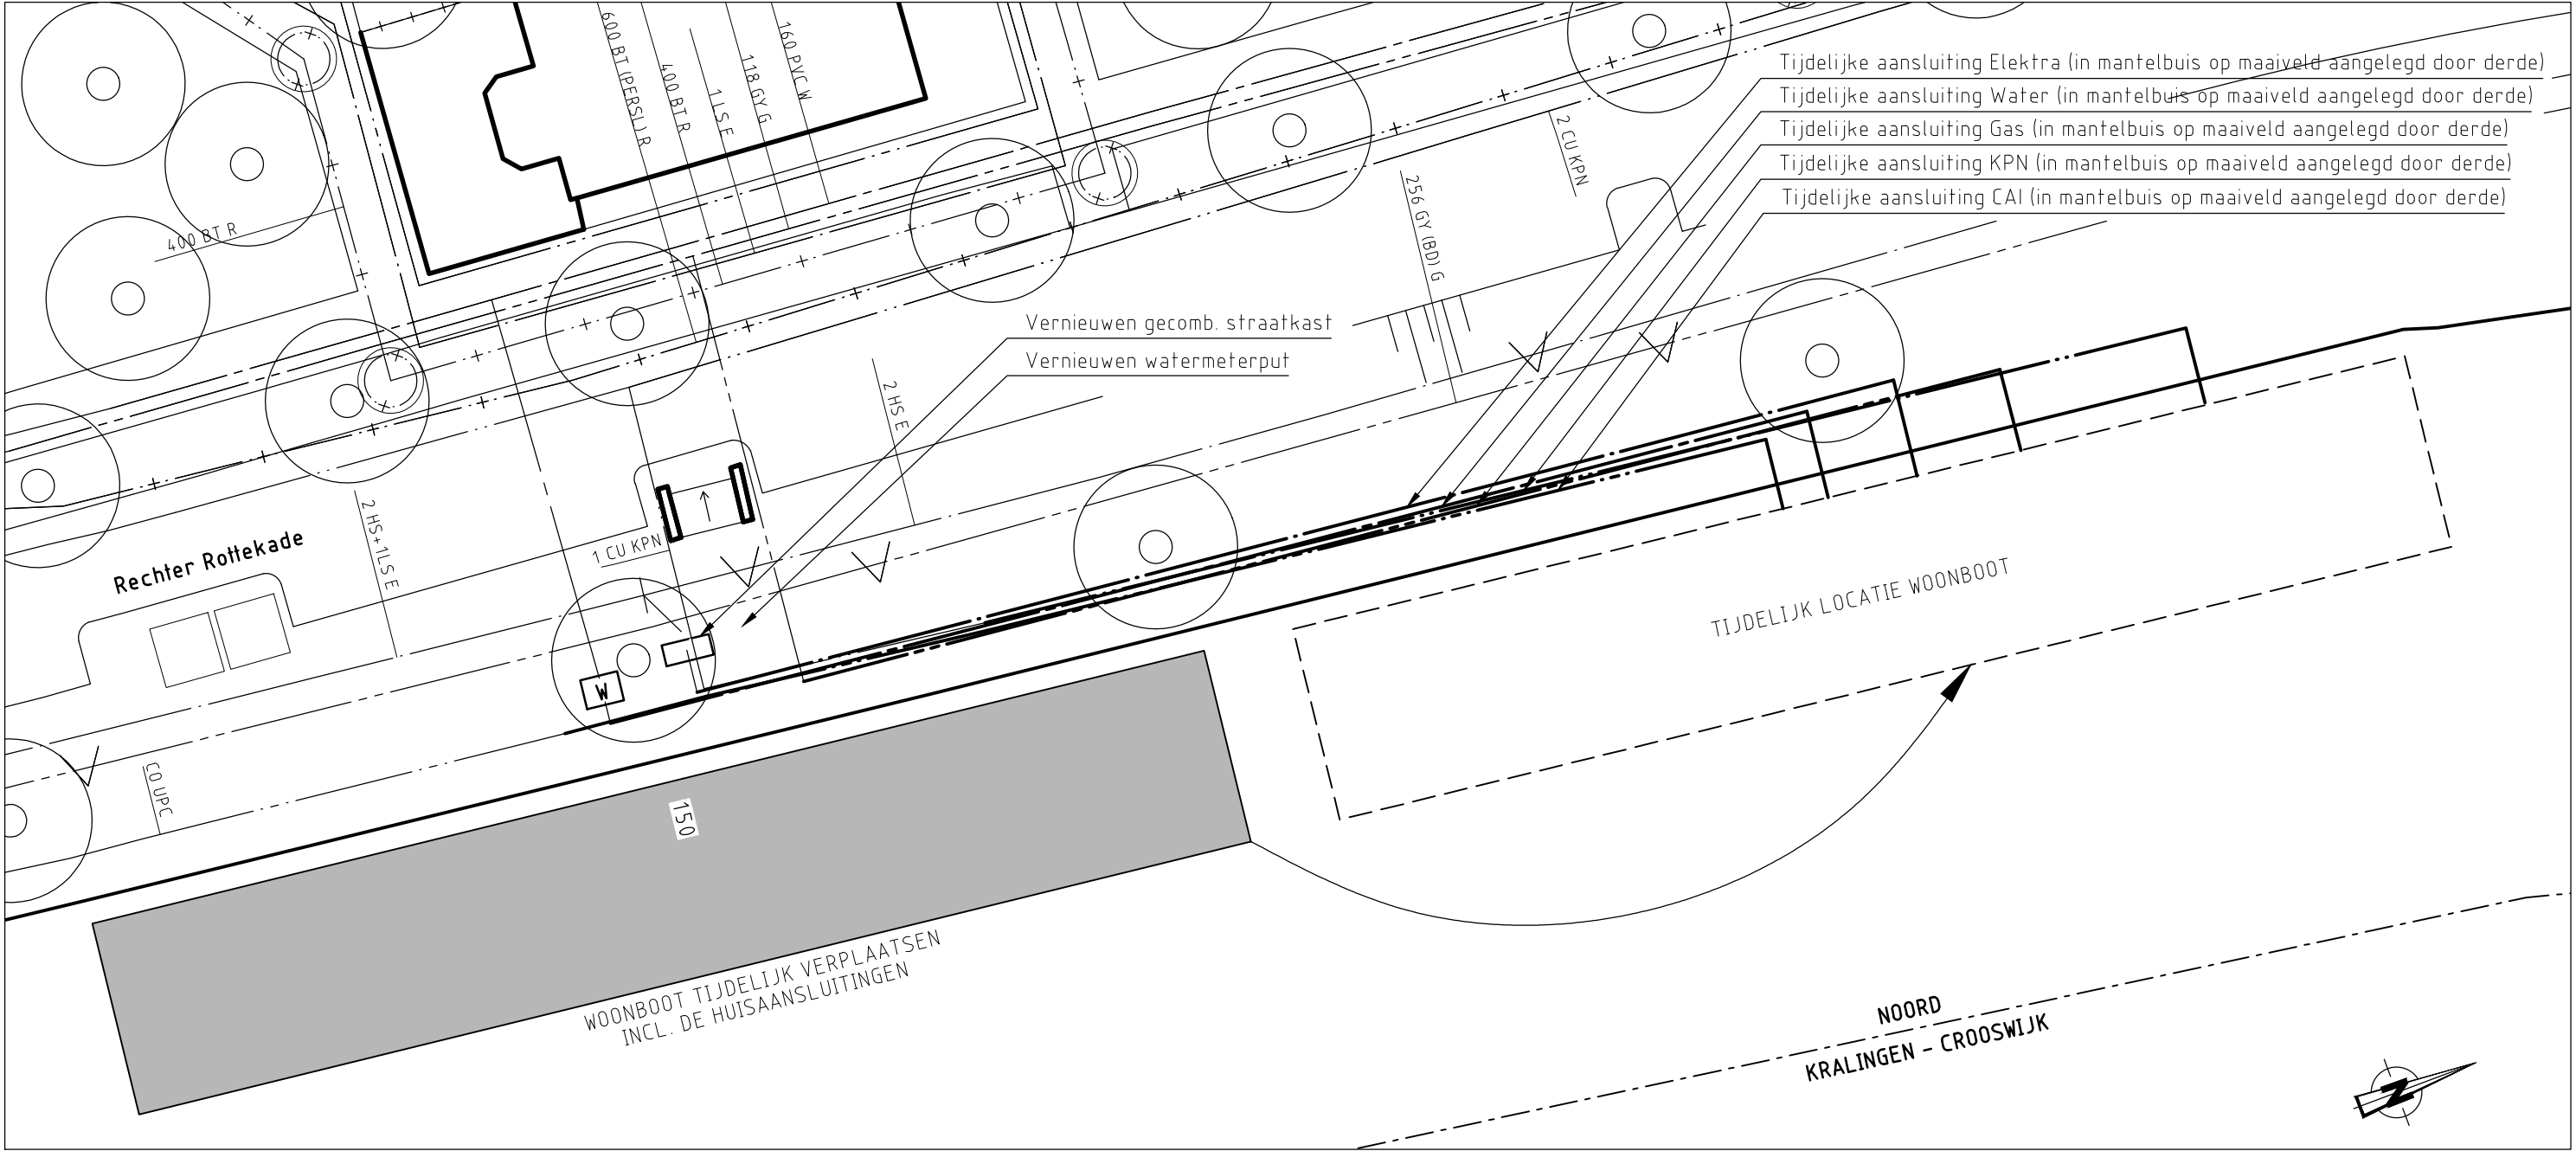 600 BT (PERSL) R
400 BT R
1 LS E
118 GY G
160 PVC W
Tijdelijke aansluiting Elektra (in mantelbuis op maaiveld aangelegd door derde)
Tijdelijke aansluiting Water (in mantelbuis op maaiveld aangelegd door derde)
Tijdelijke aansluiting Gas (in mantelbuis op maaiveld aangelegd door derde)
Tijdelijke aansluiting KPN (in mantelbuis op maaiveld aangelegd door derde)
Tijdelijke aansluiting CAI (in mantelbuis op maaiveld aangelegd door derde)
2 CU KPN
256 GY (BD) G
400 BT R
Vernieuwen gecomb. straatkast
Vernieuwen watermeterput
2 HS E
2 HS+1LS E
1 CU KPN
Rechter Rottekade
W
CO UPC
150
TIJDELIJK LOCATIE WOONBOOT
WOONBOOT TIJDELIJK VERPLAATSEN
INCL. DE HUISAANSLUITINGEN
NOORD
KRALINGEN - CROOSWIJK
N